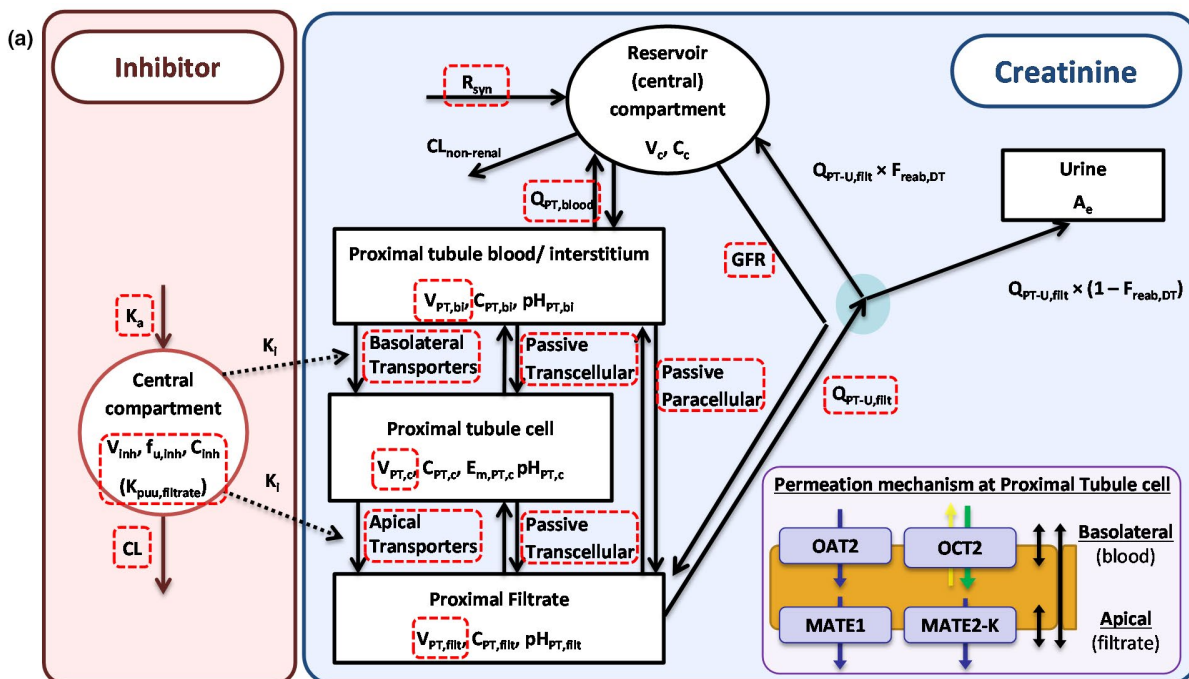 (a)
Inhibitor
Creatinine
K_a
Central
compartment
V_inh, f_u,inh, C_inh
(K_puu,filtrate)
CL
K_i
K_i
R_syn
Reservoir
(central)
compartment
V_c, C_c
CL_non-renal
Q_PT,blood
Proximal tubule blood/ interstitium
V_PT,bi, C_PT,bi, pH_PT,bi
Basolateral
Transporters
Passive
Transcellular
Passive
Paracellular
Proximal tubule cell
V_PT,c, C_PT,c, E_m,PT,c pH_PT,c
Apical
Transporters
Passive
Transcellular
Proximal Filtrate
V_PT,filt, C_PT,filt, pH_PT,filt
GFR
Q_PT-U,filt
Q_PT-U,filt × F_reab,DT
Urine
A_e
Q_PT-U,filt × (1 – F_reab,DT)
Permeation mechanism at Proximal Tubule cell
OAT2
OCT2
Basolateral
(blood)
MATE1
MATE2-K
Apical
(filtrate)